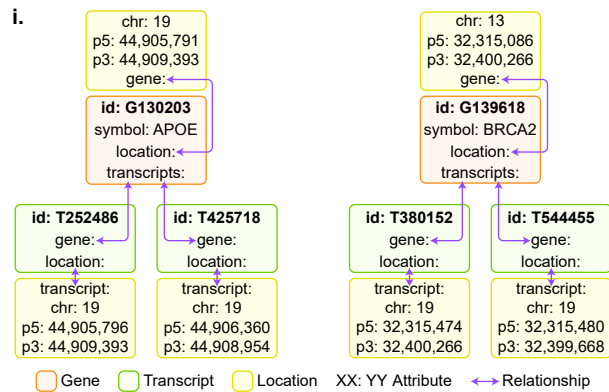 i.
chr: 19
p5: 44,905,791
p3: 44,909,393
gene:
id: G130203
symbol: APOE
location:
transcripts:
id: T252486
gene:
location:
transcript:
chr: 19
p5: 44,905,796
p3: 44,909,393
id: T425718
gene:
location:
transcript:
chr: 19
p5: 44,906,360
p3: 44,908,954
chr: 13
p5: 32,315,086
p3: 32,400,266
gene:
id: G139618
symbol: BRCA2
location:
transcripts:
id: T380152
gene:
location:
transcript:
chr: 19
p5: 32,315,474
p3: 32,400,266
id: T544455
gene:
location:
transcript:
chr: 19
p5: 32,315,480
p3: 32,399,668
Gene Transcript Location XX: YY Attribute Relationship